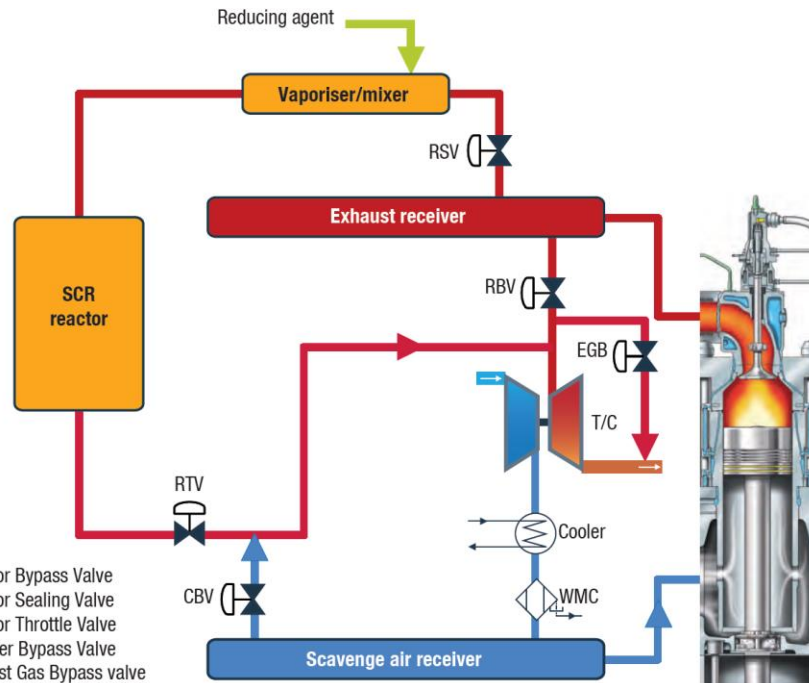 Reducing agent
Vaporiser/mixer
RSV
Exhaust receiver
SCR
reactor
RBV
EGB
T/C
RTV
Cooler
CBV
WMC
Scavenge air receiver
or Bypass Valve
or Sealing Valve
or Throttle Valve
er Bypass Valve
st Gas Bypass valve